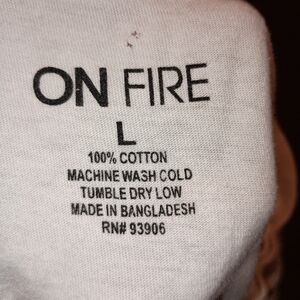 ON FIRE
L
100% COTTON
MACHINE WASH COLD
TUMBLE DRY LOW
MADE IN BANGLADESH
RN# 93906